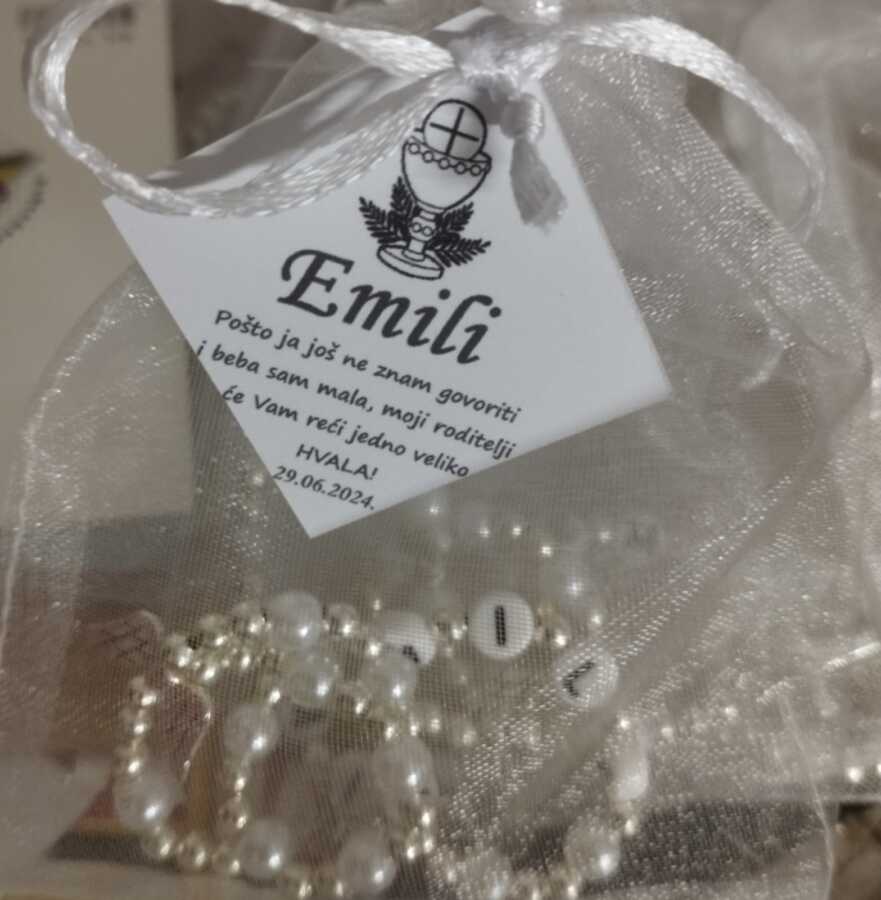 Emili
Pošto ja još ne znam govoriti
i beba sam mala, moji roditelji
će Vam reći jedno veliko
HVALA!
29.06.2024.
I
L